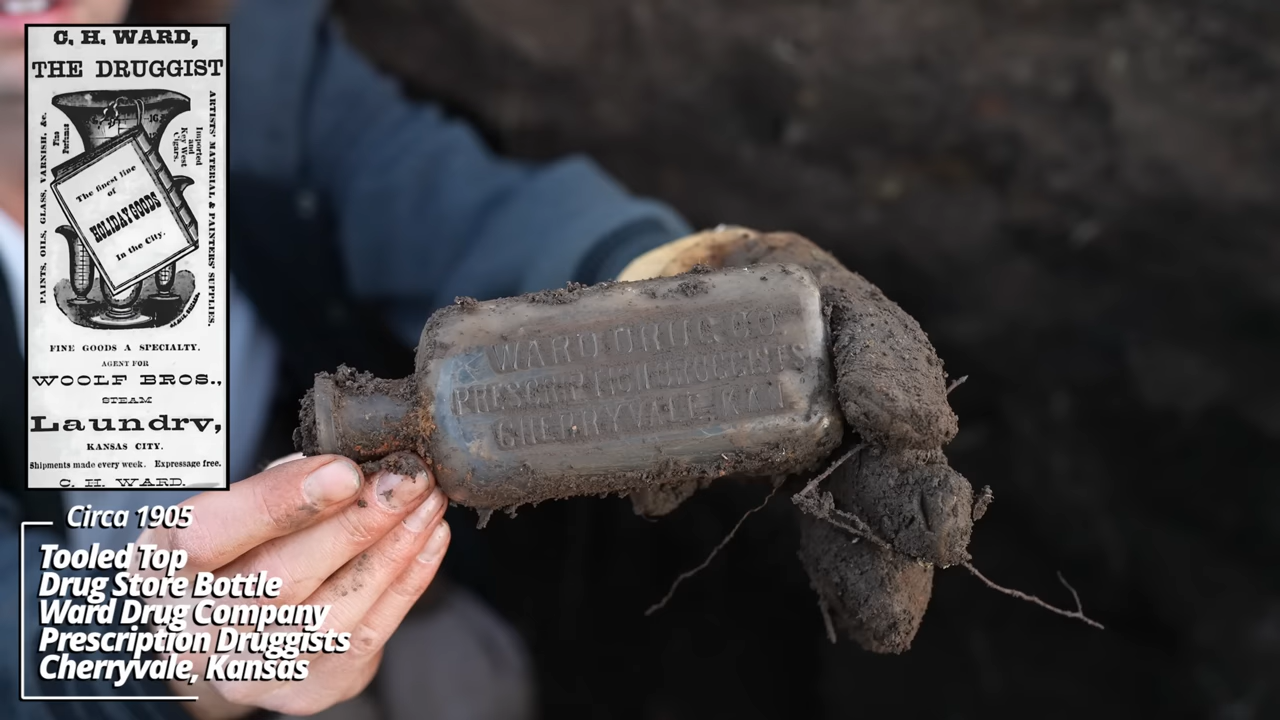 C. H. WARD,
THE DRUGGIST
PAINTS, OILS, GLASS, VARNISH, &c.
Fine Perfumes
Imported and Key West Cigars.
ARTISTS' MATERIAL & PAINTERS' SUPPLIES.
The finest line
of
HOLIDAY GOODS
In the City.
FINE GOODS A SPECIALTY.
AGENT FOR
WOOLF BROS.,
STEAM
Laundry,
KANSAS CITY.
Shipments made every week. Expressage free.
C. H. WARD.
WARD DRUG CO
PRESCRIPTION DRUGGISTS
CHERRYVALE, KAN
Circa 1905
Tooled Top
Drug Store Bottle
Ward Drug Company
Prescription Druggists
Cherryvale, Kansas